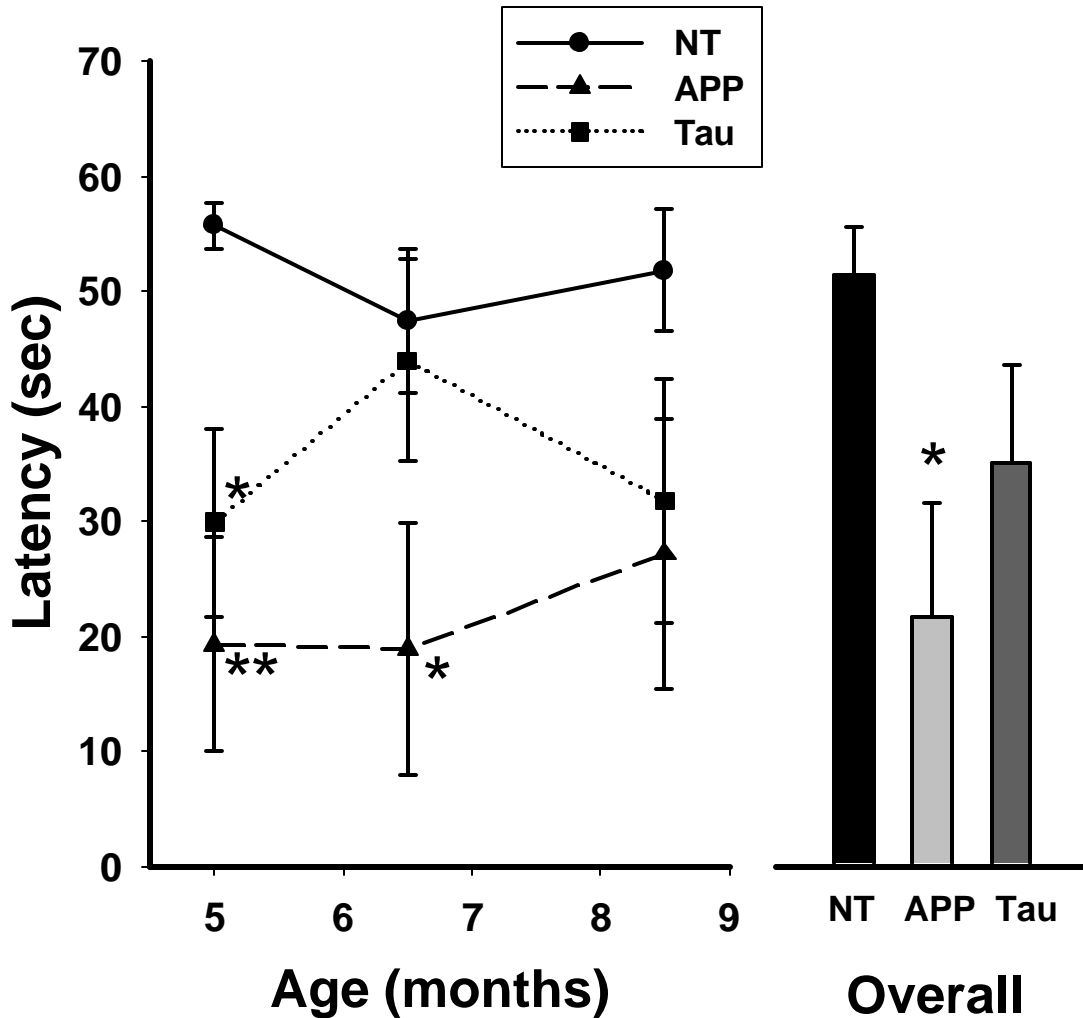 NT
APP
Tau
70
60
50
40
30
20
10
0
Latency (sec)
*
**
*
*
5 6 7 8 9
Age (months)
NT APP Tau
Overall